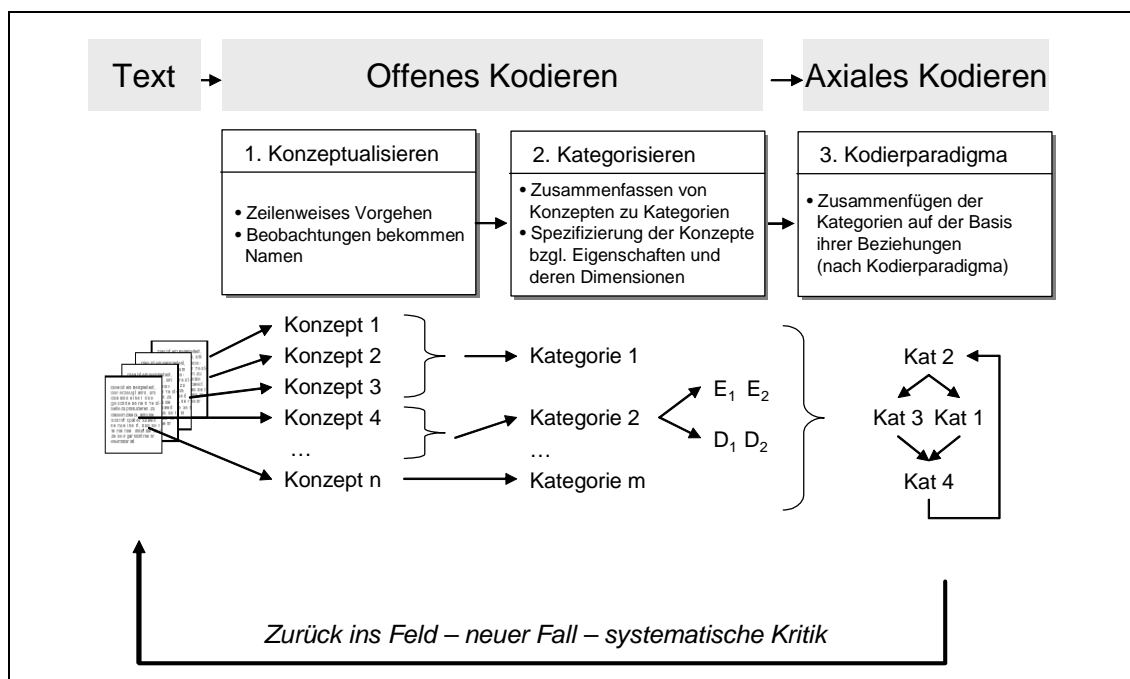 Text
Offenes Kodieren
Axiales Kodieren
1. Konzeptualisieren
• Zeilenweises Vorgehen
• Beobachtungen bekommen
Namen
2. Kategorisieren
• Zusammenfassen von
Konzepten zu Kategorien
• Spezifizierung der Konzepte
bzgl. Eigenschaften und
deren Dimensionen
3. Kodierparadigma
• Zusammenfügen der
Kategorien auf der Basis
ihrer Beziehungen
(nach Kodierparadigma)
Konzept 1
Konzept 2
Konzept 3
Konzept 4
…
Konzept n
Kategorie 1
Kategorie 2
…
Kategorie m
E1 E2
D1 D2
Kat 2
Kat 3 Kat 1
Kat 4
Zurück ins Feld – neuer Fall – systematische Kritik